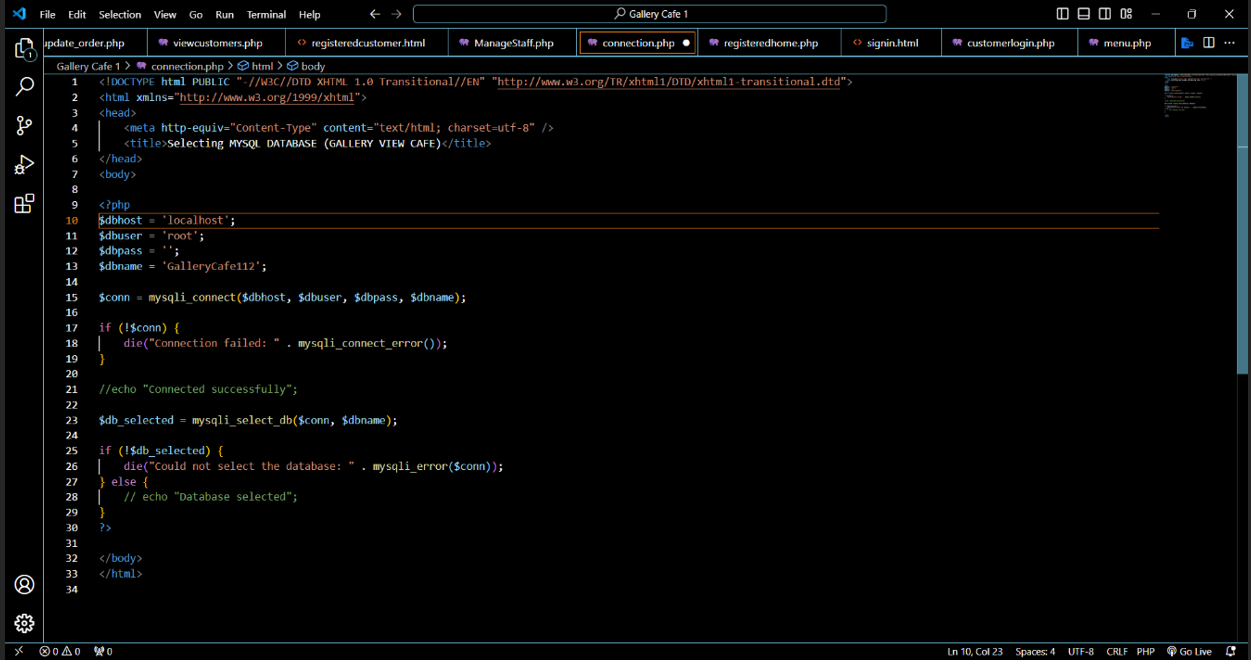 File Edit Selection View Go Run Terminal Help Gallery Cafe 1
update_order.php viewcustomers.php registeredcustomer.html ManageStaff.php connection.php registeredhome.php signin.html customerlogin.php menu.php
Gallery Cafe 1 > connection.php > html > body
1 <!DOCTYPE html PUBLIC "-//W3C//DTD XHTML 1.0 Transitional//EN" "http://www.w3.org/TR/xhtml1/DTD/xhtml1-transitional.dtd">
2 <html xmlns="http://www.w3.org/1999/xhtml">
3 <head>
4 <meta http-equiv="Content-Type" content="text/html; charset=utf-8" />
5 <title>Selecting MYSQL DATABASE (GALLERY VIEW CAFE)</title>
6 </head>
7 <body>
8
9 <?php
10 $dbhost = 'localhost';
11 $dbuser = 'root';
12 $dbpass = '';
13 $dbname = 'GalleryCafe112';
14
15 $conn = mysqli_connect($dbhost, $dbuser, $dbpass, $dbname);
16
17 if (!$conn) {
18 die("Connection failed: " . mysqli_connect_error());
19 }
20
21 //echo "Connected successfully";
22
23 $db_selected = mysqli_select_db($conn, $dbname);
24
25 if (!$db_selected) {
26 die("Could not select the database: " . mysqli_error($conn));
27 } else {
28 // echo "Database selected";
29 }
30 ?>
31
32 </body>
33 </html>
34
0 0 0 Ln 10, Col 23 Spaces: 4 UTF-8 CRLF PHP Go Live